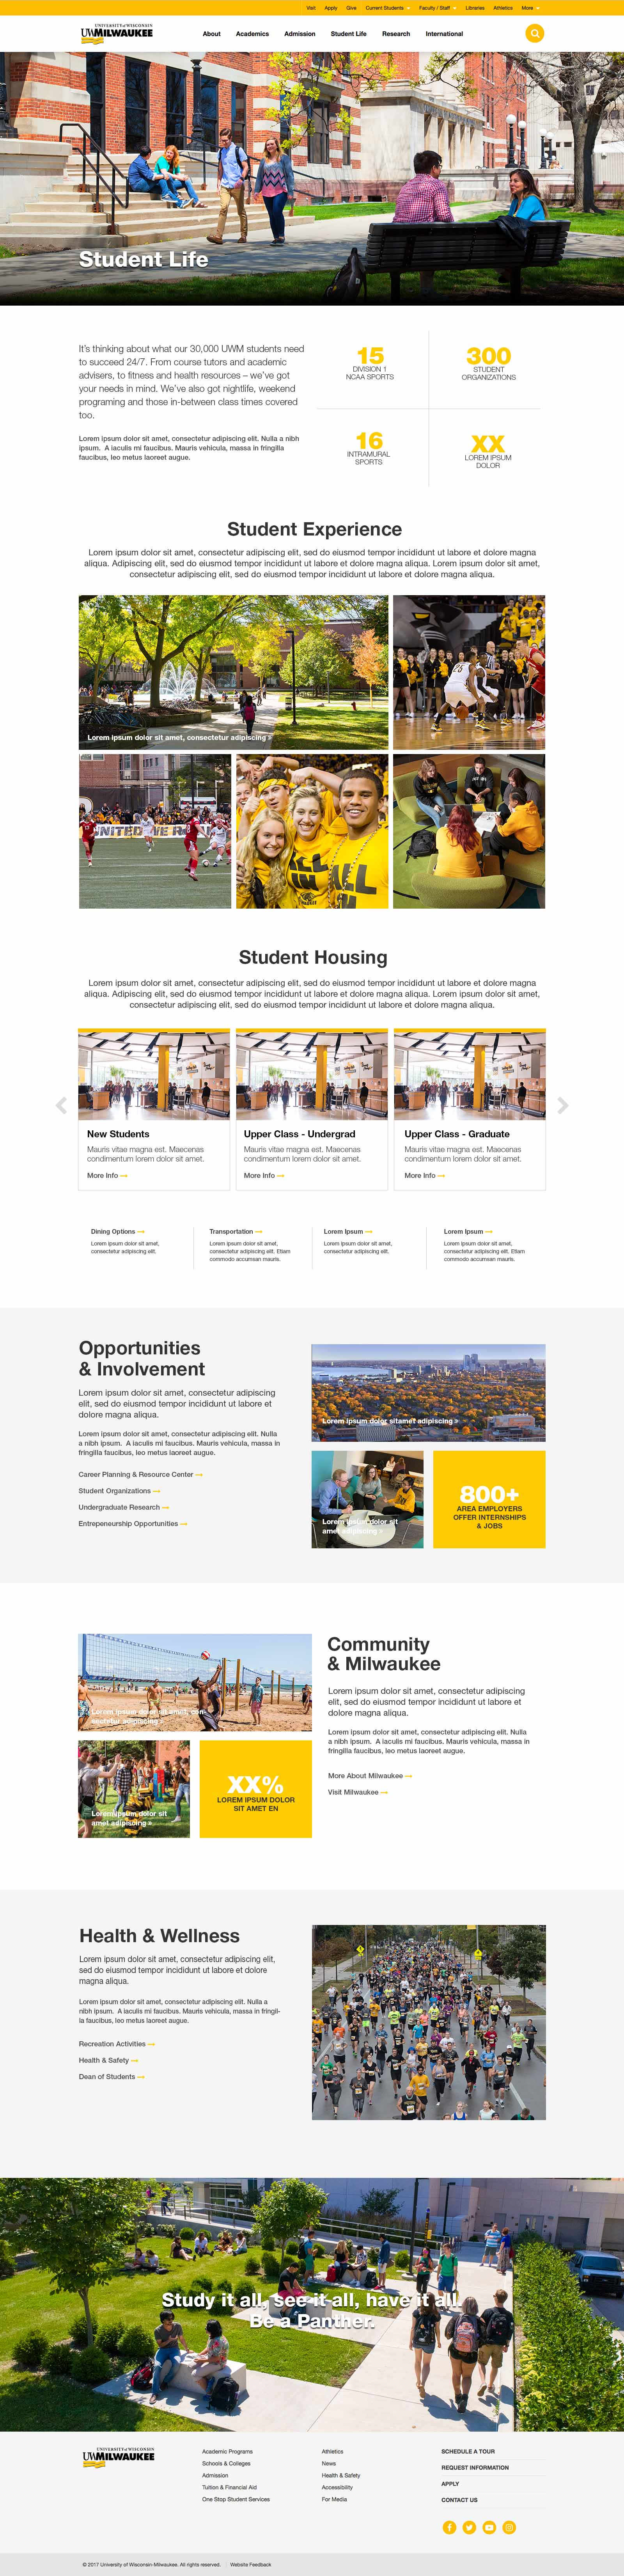 Visit Apply Give Current Students Faculty / Staff Libraries Athletics More
UNIVERSITY of WISCONSIN
UWMILWAUKEE
About Academics Admission Student Life Research International
Student Life
It's thinking about what our 30,000 UWM students need
to succeed 24/7. From course tutors and academic
advisers, to fitness and health resources – we've got
your needs in mind. We've also got nightlife, weekend
programing and those in-between class times covered
too.
Lorem ipsum dolor sit amet, consectetur adipiscing elit. Nulla a nibh
ipsum. A iaculis mi faucibus. Mauris vehicula, massa in fringilla
faucibus, leo metus laoreet augue.
15
DIVISION 1
NCAA SPORTS
300
STUDENT
ORGANIZATIONS
16
INTRAMURAL
SPORTS
XX
LOREM IPSUM
DOLOR
Student Experience
Lorem ipsum dolor sit amet, consectetur adipiscing elit, sed do eiusmod tempor incididunt ut labore et dolore magna
aliqua. Adipiscing elit, sed do eiusmod tempor incididunt ut labore et dolore magna aliqua. Lorem ipsum dolor sit amet,
consectetur adipiscing elit, sed do eiusmod tempor incididunt ut labore et dolore magna aliqua.
Lorem ipsum dolor sit amet, consectetur adipiscing »
UNITED WE R
ALL IN
ALL IN
Student Housing
Lorem ipsum dolor sit amet, consectetur adipiscing elit, sed do eiusmod tempor incididunt ut labore et dolore magna
aliqua. Adipiscing elit, sed do eiusmod tempor incididunt ut labore et dolore magna aliqua. Lorem ipsum dolor sit amet,
consectetur adipiscing elit, sed do eiusmod tempor incididunt ut labore et dolore magna aliqua.
New Students
Mauris vitae magna est. Maecenas
condimentum lorem dolor sit amet.
More Info
Upper Class - Undergrad
Mauris vitae magna est. Maecenas
condimentum lorem dolor sit amet.
More Info
Upper Class - Graduate
Mauris vitae magna est. Maecenas
condimentum lorem dolor sit amet.
More Info
Dining Options
Lorem ipsum dolor sit amet,
consectetur adipiscing elit.
Transportation
Lorem ipsum dolor sit amet,
consectetur adipiscing elit. Etiam
commodo accumsan mauris.
Lorem Ipsum
Lorem ipsum dolor sit amet,
consectetur adipiscing elit.
Lorem Ipsum
Lorem ipsum dolor sit amet,
consectetur adipiscing elit. Etiam
commodo accumsan mauris.
Opportunities
& Involvement
Lorem ipsum dolor sit amet, consectetur adipiscing
elit, sed do eiusmod tempor incididunt ut labore et
dolore magna aliqua.
Lorem ipsum dolor sit amet, consectetur adipiscing elit. Nulla
a nibh ipsum. A iaculis mi faucibus. Mauris vehicula, massa in
fringilla faucibus, leo metus laoreet augue.
Career Planning & Resource Center
Student Organizations
Undergraduate Research
Entrepeneurship Opportunities
Lorem ipsum dolor sitamet adipiscing »
Lorem ipsum dolor sit
amet adipiscing »
800+
AREA EMPLOYERS
OFFER INTERNSHIPS
& JOBS
Lorem ipsum dolor sit amet, con-
sectetur adipiscing »
Lorem ipsum dolor sit
amet adipiscing »
XX%
LOREM IPSUM DOLOR
SIT AMET EN
Community
& Milwaukee
Lorem ipsum dolor sit amet, consectetur adipiscing
elit, sed do eiusmod tempor incididunt ut labore et
dolore magna aliqua.
Lorem ipsum dolor sit amet, consectetur adipiscing elit. Nulla
a nibh ipsum. A iaculis mi faucibus. Mauris vehicula, massa in
fringilla faucibus, leo metus laoreet augue.
More About Milwaukee
Visit Milwaukee
Health & Wellness
Lorem ipsum dolor sit amet, consectetur adipiscing elit,
sed do eiusmod tempor incididunt ut labore et dolore
magna aliqua.
Lorem ipsum dolor sit amet, consectetur adipiscing elit. Nulla a
nibh ipsum. A iaculis mi faucibus. Mauris vehicula, massa in fringil-
la faucibus, leo metus laoreet augue.
Recreation Activities
Health & Safety
Dean of Students
Study it all, see it all, have it all.
Be a Panther.
UNIVERSITY of WISCONSIN
UWMILWAUKEE
Academic Programs
Schools & Colleges
Admission
Tuition & Financial Aid
One Stop Student Services
Athletics
News
Health & Safety
Accessibility
For Media
SCHEDULE A TOUR
REQUEST INFORMATION
APPLY
CONTACT US
© 2017 University of Wisconsin-Milwaukee. All rights reserved. | Website Feedback